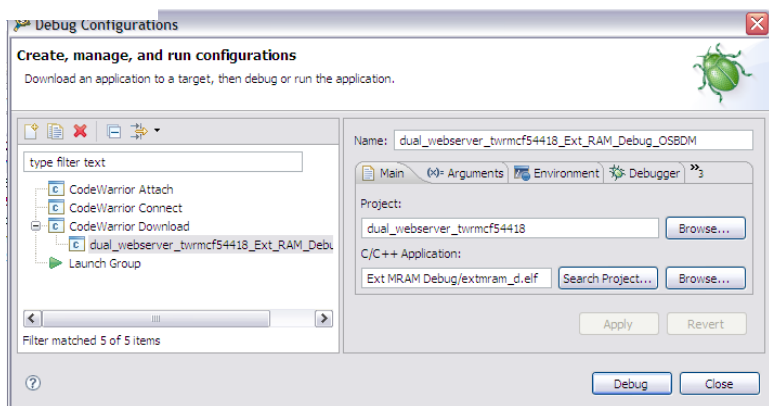 Debug Configurations
Create, manage, and run configurations
Download an application to a target, then debug or run the application.
type filter text
CodeWarrior Attach
CodeWarrior Connect
CodeWarrior Download
dual_webserver_twrmcf54418_Ext_RAM_Debu
Launch Group
Filter matched 5 of 5 items
Name: dual_webserver_twrmcf54418_Ext_RAM_Debug_OSBDM
Main (x)= Arguments Environment Debugger »3
Project:
dual_webserver_twrmcf54418 Browse...
C/C++ Application:
Ext MRAM Debug/extmram_d.elf Search Project... Browse...
Apply Revert
? Debug Close